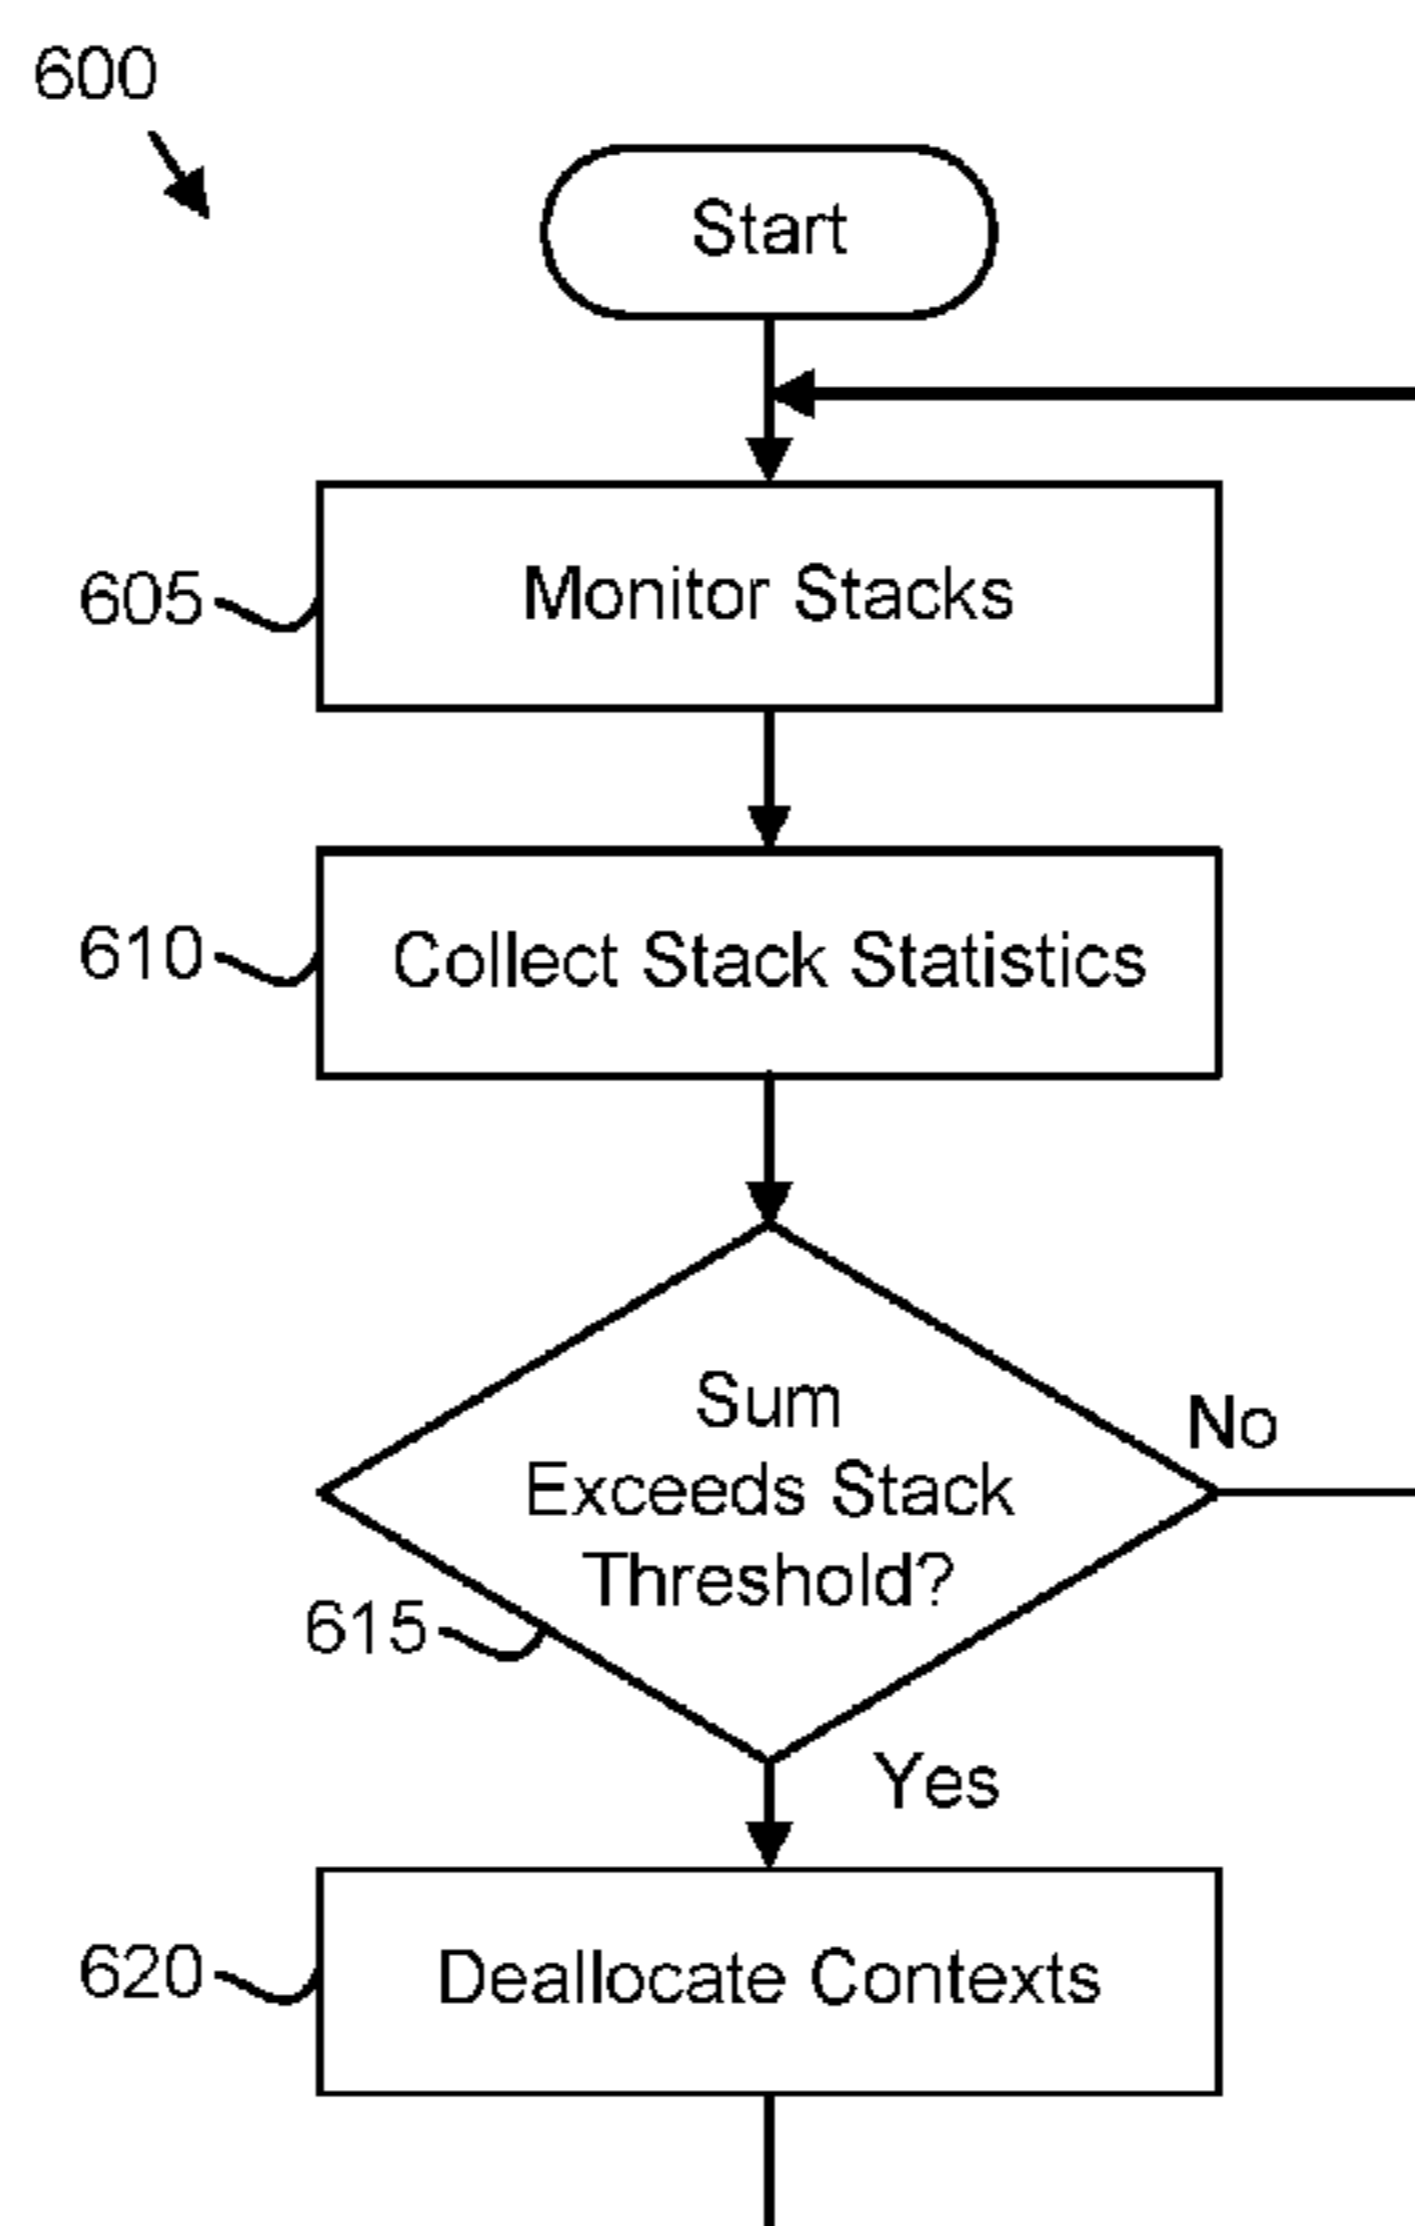 600
Start
605
Monitor Stacks
610
Collect Stack Statistics
Sum
Exceeds Stack
Threshold?
No
615
Yes
620
Deallocate Contexts